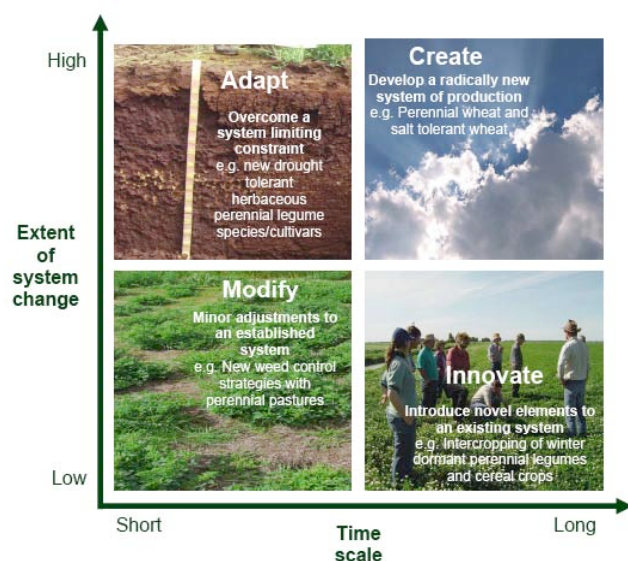 High
Adapt
Overcome a
system limiting
constraint
e.g. new drought
tolerant
herbaceous
perennial legume
species/cultivars
Create
Develop a radically new
system of production
e.g. Perennial wheat and
salt tolerant wheat
Extent
of
system
change
Modify
Minor adjustments to
an established
system
e.g. New weed control
strategies with
perennial pastures
Innovate
Introduce novel elements to
an existing system
e.g. Intercropping of winter
dormant perennial legumes
and cereal crops
Low
Short
Time
scale
Long